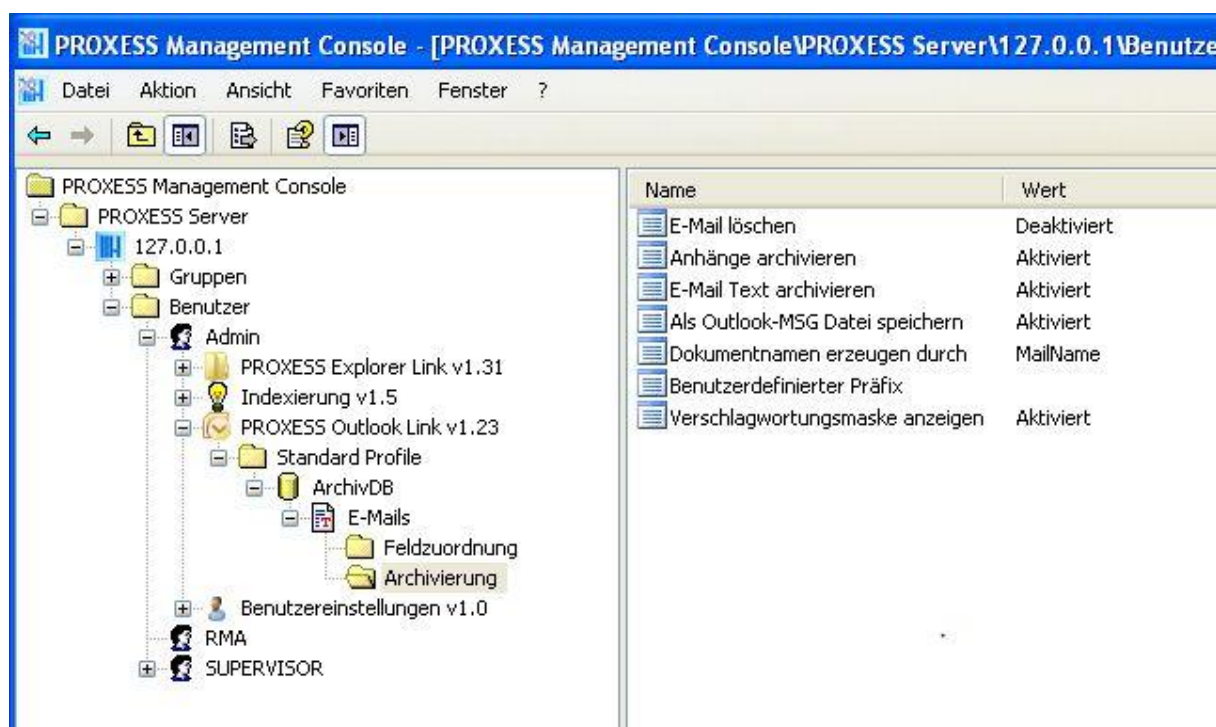 PROXESS Management Console - [PROXESS Management Console\PROXESS Server\127.0.0.1\Benutze
Datei Aktion Ansicht Favoriten Fenster ?
PROXESS Management Console
PROXESS Server
127.0.0.1
Gruppen
Benutzer
Admin
PROXESS Explorer Link v1.31
Indexierung v1.5
PROXESS Outlook Link v1.23
Standard Profile
ArchivDB
E-Mails
Feldzuordnung
Archivierung
Benutzereinstellungen v1.0
RMA
SUPERVISOR
Name Wert
E-Mail löschen Deaktiviert
Anhänge archivieren Aktiviert
E-Mail Text archivieren Aktiviert
Als Outlook-MSG Datei speichern Aktiviert
Dokumentnamen erzeugen durch MailName
Benutzerdefinierter Präfix
Verschlagwortungsmaske anzeigen Aktiviert